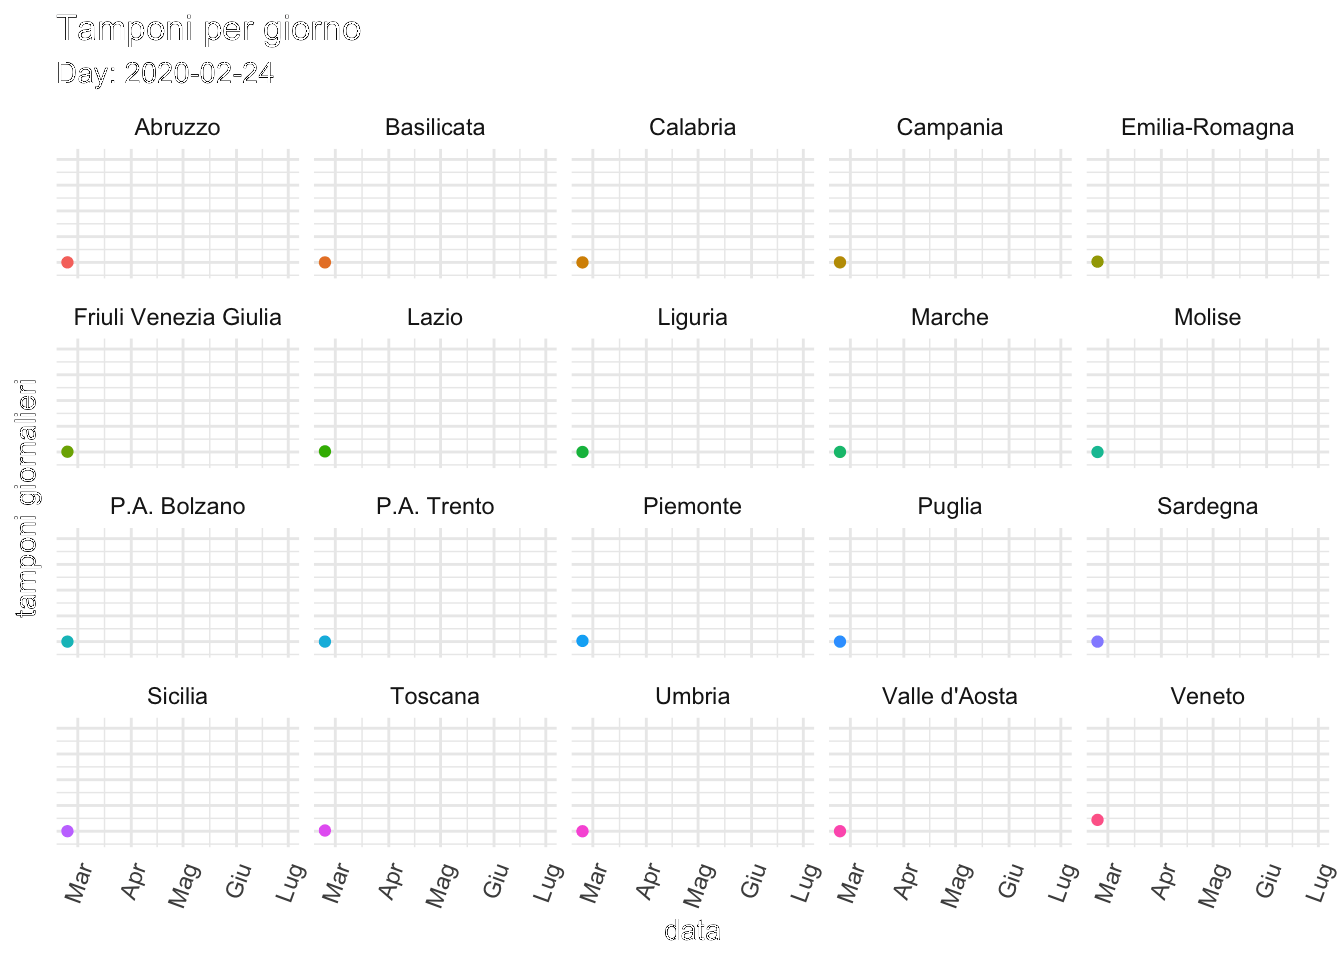 Tamponi per giorno
Day: 2020-02-24
Abruzzo Basilicata Calabria Campania Emilia-Romagna
Friuli Venezia Giulia Lazio Liguria Marche Molise
tamponi giornalieri
P.A. Bolzano P.A. Trento Piemonte Puglia Sardegna
Sicilia Toscana Umbria Valle d'Aosta Veneto
Mar Apr Mag Giu Lug Mar Apr Mag Giu Lug Mar Apr Mag Giu Lug Mar Apr Mag Giu Lug Mar Apr Mag Giu Lug
data